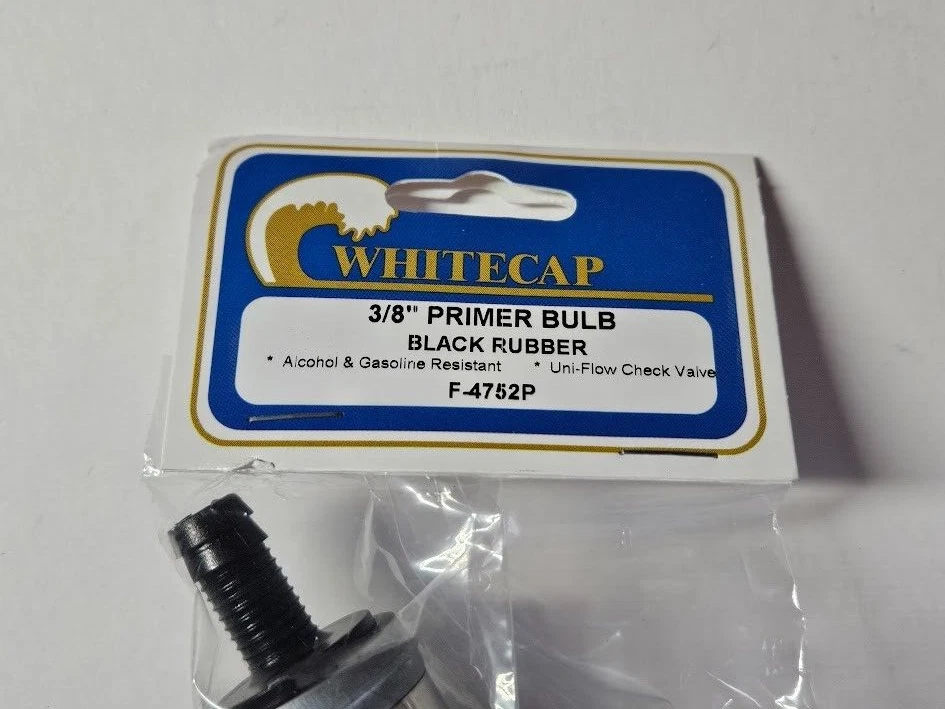 WHITECAP
3/8" PRIMER BULB
BLACK RUBBER
* Alcohol & Gasoline Resistant * Uni-Flow Check Valve
F-4752P